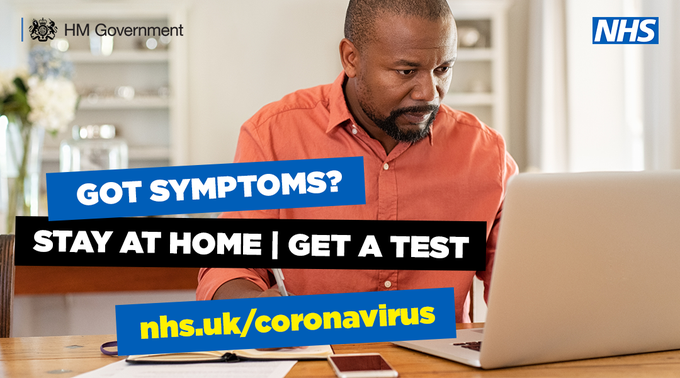 HM Government
NHS
GOT SYMPTOMS?
STAY AT HOME | GET A TEST
nhs.uk/coronavirus